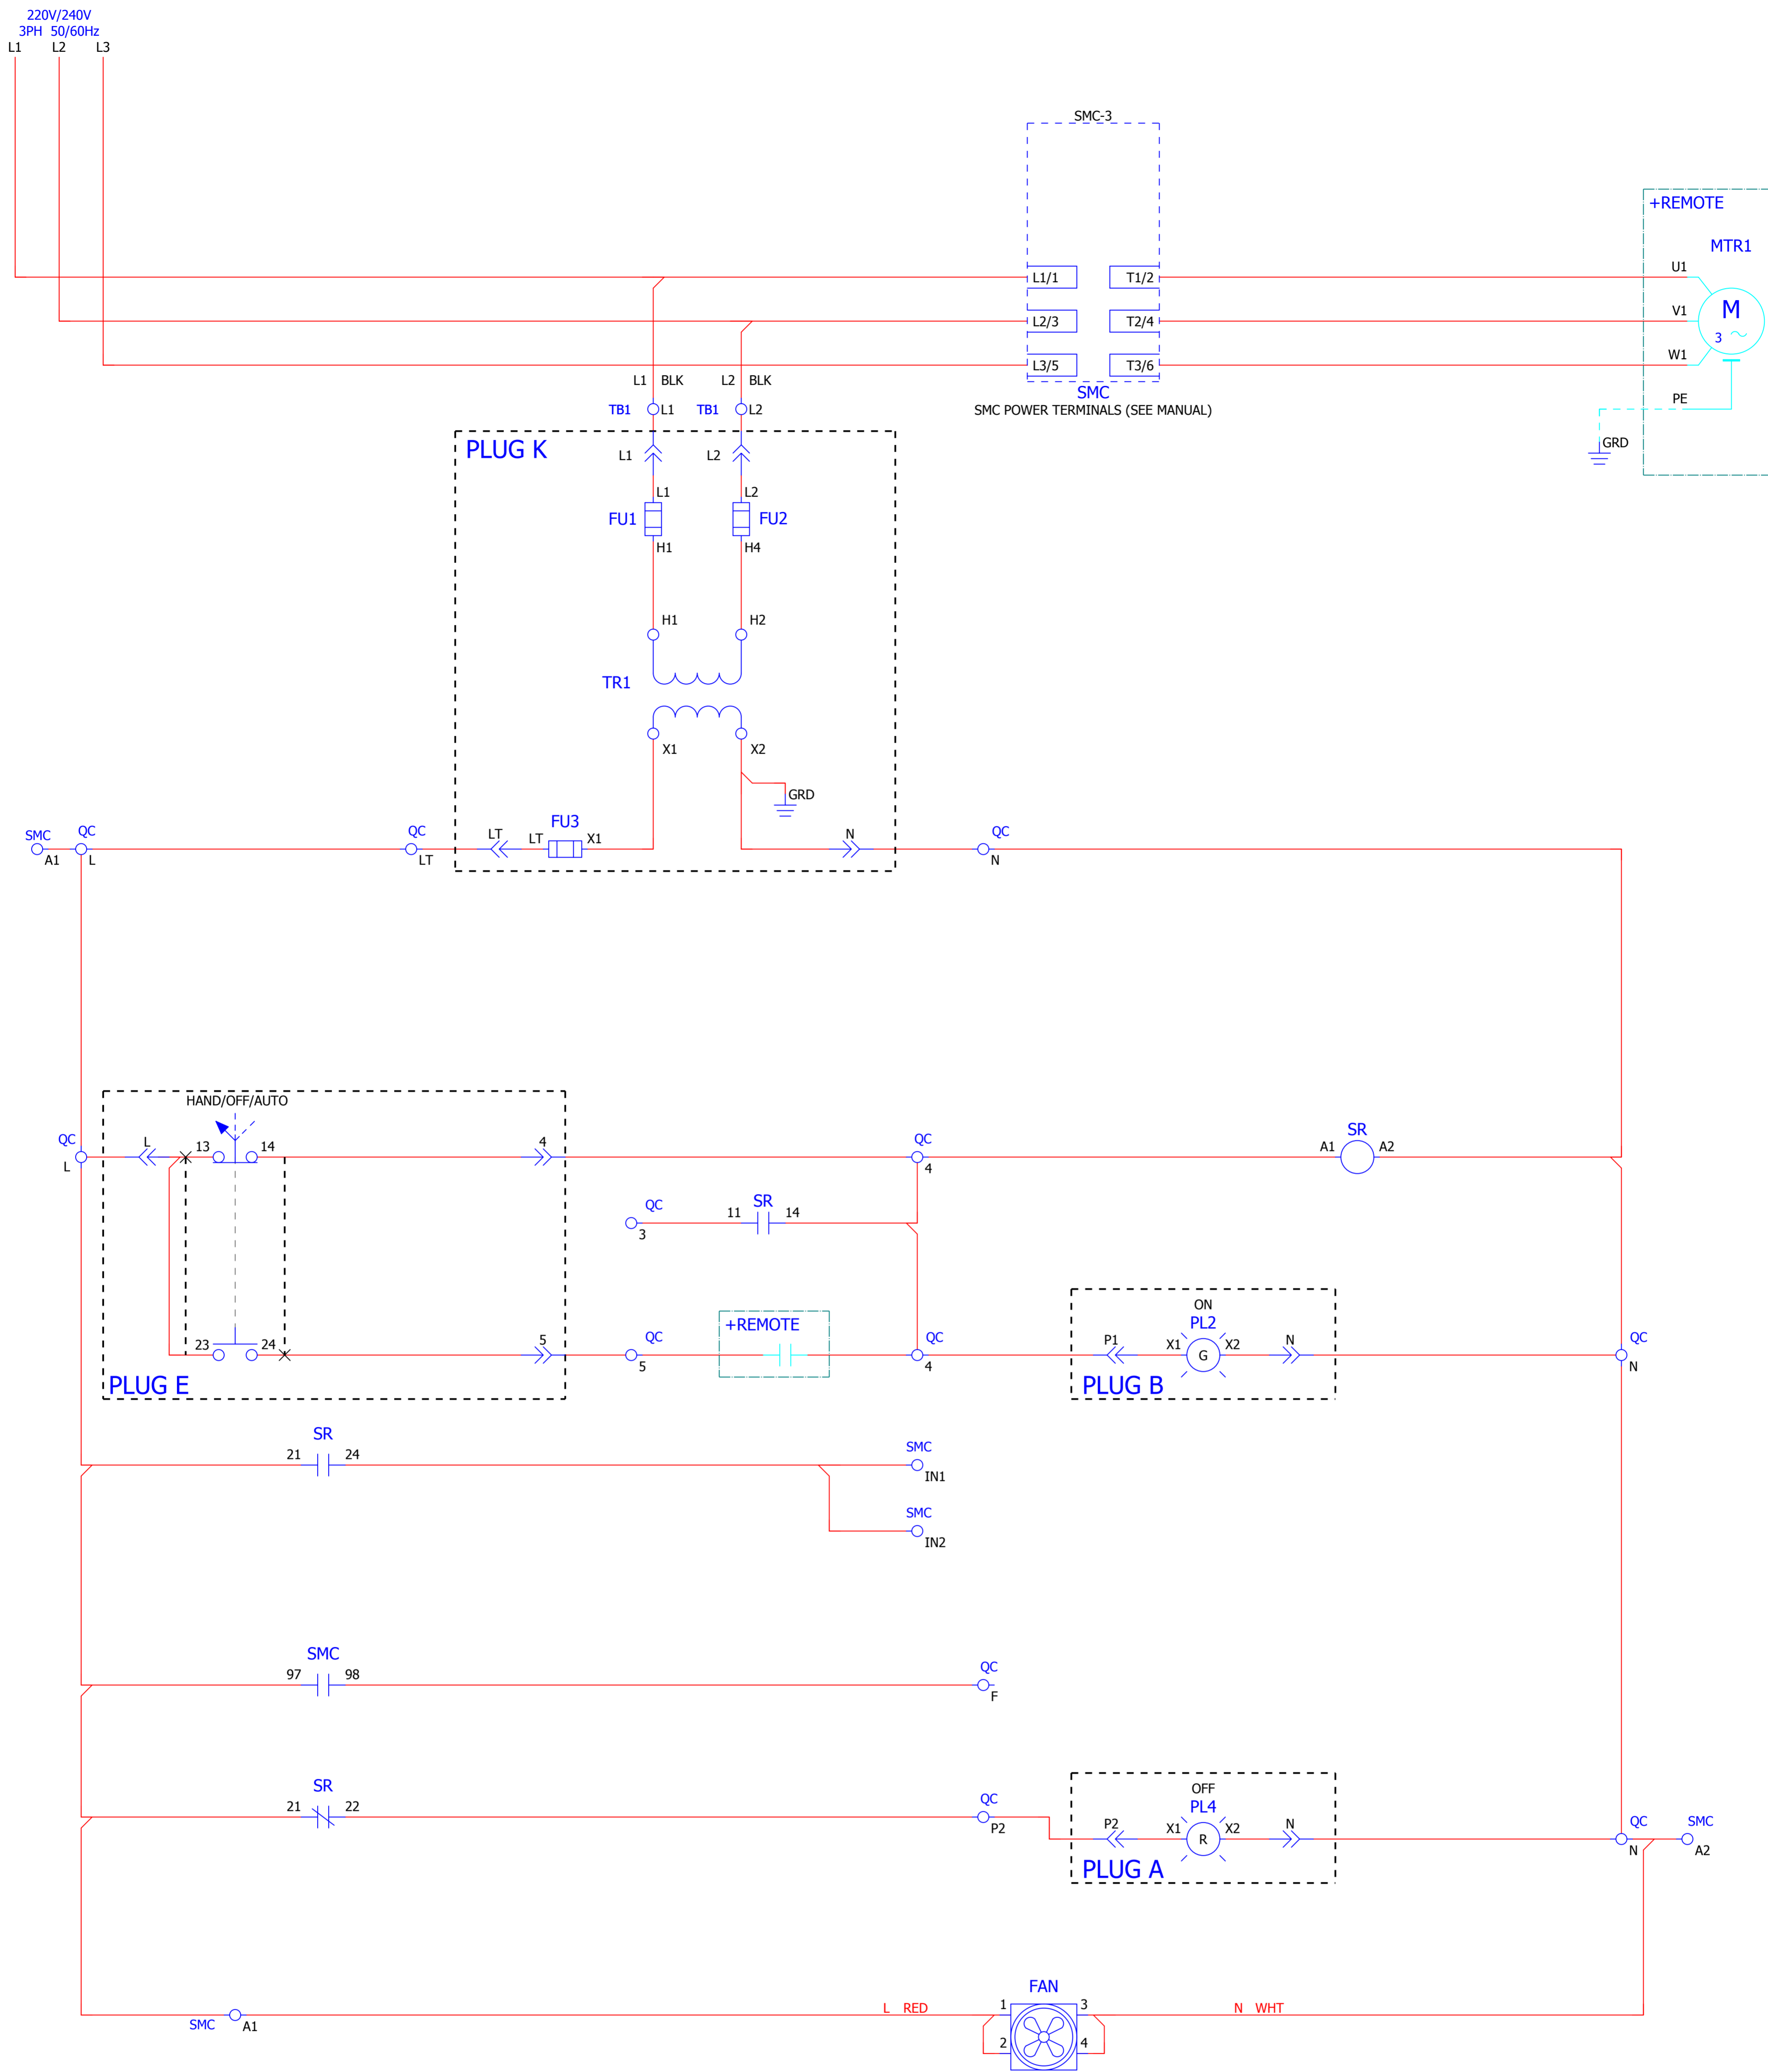 220V/240V
3PH 50/60Hz
L1 L2 L3
SMC-3
+REMOTE
MTR1
U1
L1/1 T1/2
M
3
V1
L2/3 T2/4
W1
L3/5 T3/6
SMC
SMC POWER TERMINALS (SEE MANUAL)
PE
GRD
L1 BLK L2 BLK
TB1 L1 TB1 L2
PLUG K
L1 L2
L1 L2
FU1 FU2
H1 H4
H1 H2
TR1
X1 X2
GRD
FU3
SMC QC QC LT LT X1 N QC
A1 L LT N
HAND/OFF/AUTO
QC L 13 14 4 QC A1 SR A2
L 4
QC 11 SR 14
3
ON
+REMOTE PL2
23 24 5 QC P1 X1 G X2 N QC
5 4 N
PLUG E PLUG B
SR SMC
21 24
IN1
SMC
IN2
SMC QC
97 98
F
SR OFF
21 22 QC PL4
P2 P2 X1 R X2 N QC SMC
N A2
PLUG A
FAN
L RED 1 3 N WHT
SMC A1
2 4